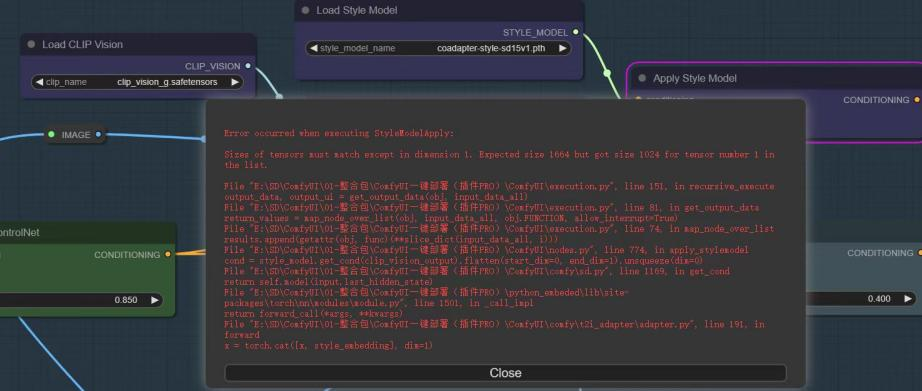 Load Style Model
STYLE_MODEL
style_model_name coadapter-style-sd15v1.pth
Load CLIP Vision
CLIP_VISION
clip_name clip_vision_g.safetensors
Apply Style Model
conditioning CONDITIONING
IMAGE
Error occurred when executing StyleModelApply:
Sizes of tensors must match except in dimension 1. Expected size 1664 but got size 1024 for tensor number 1 in
the list.
File "E:\SD\ComfyUI\01-整合包\ComfyUI一键部署（插件PRO）\ComfyUI\execution.py", line 151, in recursive_execute
output_data, output_ui = get_output_data(obj, input_data_all)
File "E:\SD\ComfyUI\01-整合包\ComfyUI一键部署（插件PRO）\ComfyUI\execution.py", line 81, in get_output_data
return_values = map_node_over_list(obj, input_data_all, obj.FUNCTION, allow_interrupt=True)
File "E:\SD\ComfyUI\01-整合包\ComfyUI一键部署（插件PRO）\ComfyUI\execution.py", line 74, in map_node_over_list
results.append(getattr(obj, func)(**slice_dict(input_data_all, i)))
File "E:\SD\ComfyUI\01-整合包\ComfyUI一键部署（插件PRO）\ComfyUI\nodes.py", line 774, in apply_stylemodel
cond = style_model.get_cond(clip_vision_output).flatten(start_dim=0, end_dim=1).unsqueeze(dim=0)
File "E:\SD\ComfyUI\01-整合包\ComfyUI一键部署（插件PRO）\ComfyUI\comfy\sd.py", line 1169, in get_cond
return self.model(input.last_hidden_state)
File "E:\SD\ComfyUI\01-整合包\ComfyUI一键部署（插件PRO）\python_embeded\lib\site-
packages\torch\nn\modules\module.py", line 1501, in _call_impl
return forward_call(*args, **kwargs)
File "E:\SD\ComfyUI\01-整合包\ComfyUI一键部署（插件PRO）\ComfyUI\comfy\t2i_adapter\adapter.py", line 191, in
forward
x = torch.cat([x, style_embedding], dim=1)
Close
ontrolNet
CONDITIONING
0.850
CONDITIONING
0.400